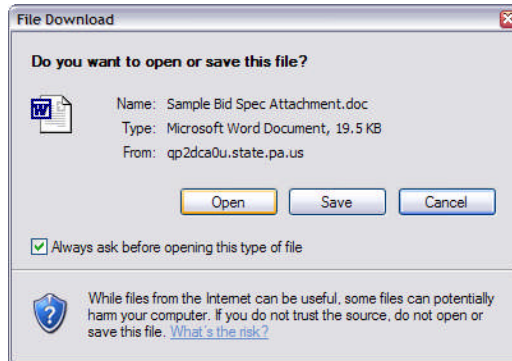 File Download
Do you want to open or save this file?
Name: Sample Bid Spec Attachment.doc
Type: Microsoft Word Document, 19.5 KB
From: qp2dca0u.state.pa.us
Open Save Cancel
Always ask before opening this type of file
While files from the Internet can be useful, some files can potentially
harm your computer. If you do not trust the source, do not open or
save this file. What's the risk?